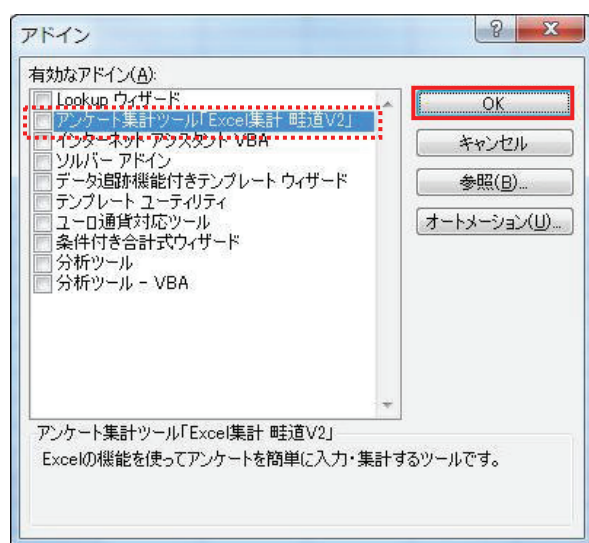 アドイン
有効なアドイン(A):
Lookup ウィザード
アンケート集計ツール「Excel集計 畦道V2」
インターネット アシスタント VBA
ソルバー アドイン
データ追跡機能付きテンプレート ウィザード
テンプレート ユーティリティ
ユーロ通貨対応ツール
条件付き合計式ウィザード
分析ツール
分析ツール - VBA
OK
キャンセル
参照(B)...
オートメーション(U)...
アンケート集計ツール「Excel集計 畦道V2」
Excelの機能を使ってアンケートを簡単に入力・集計するツールです。